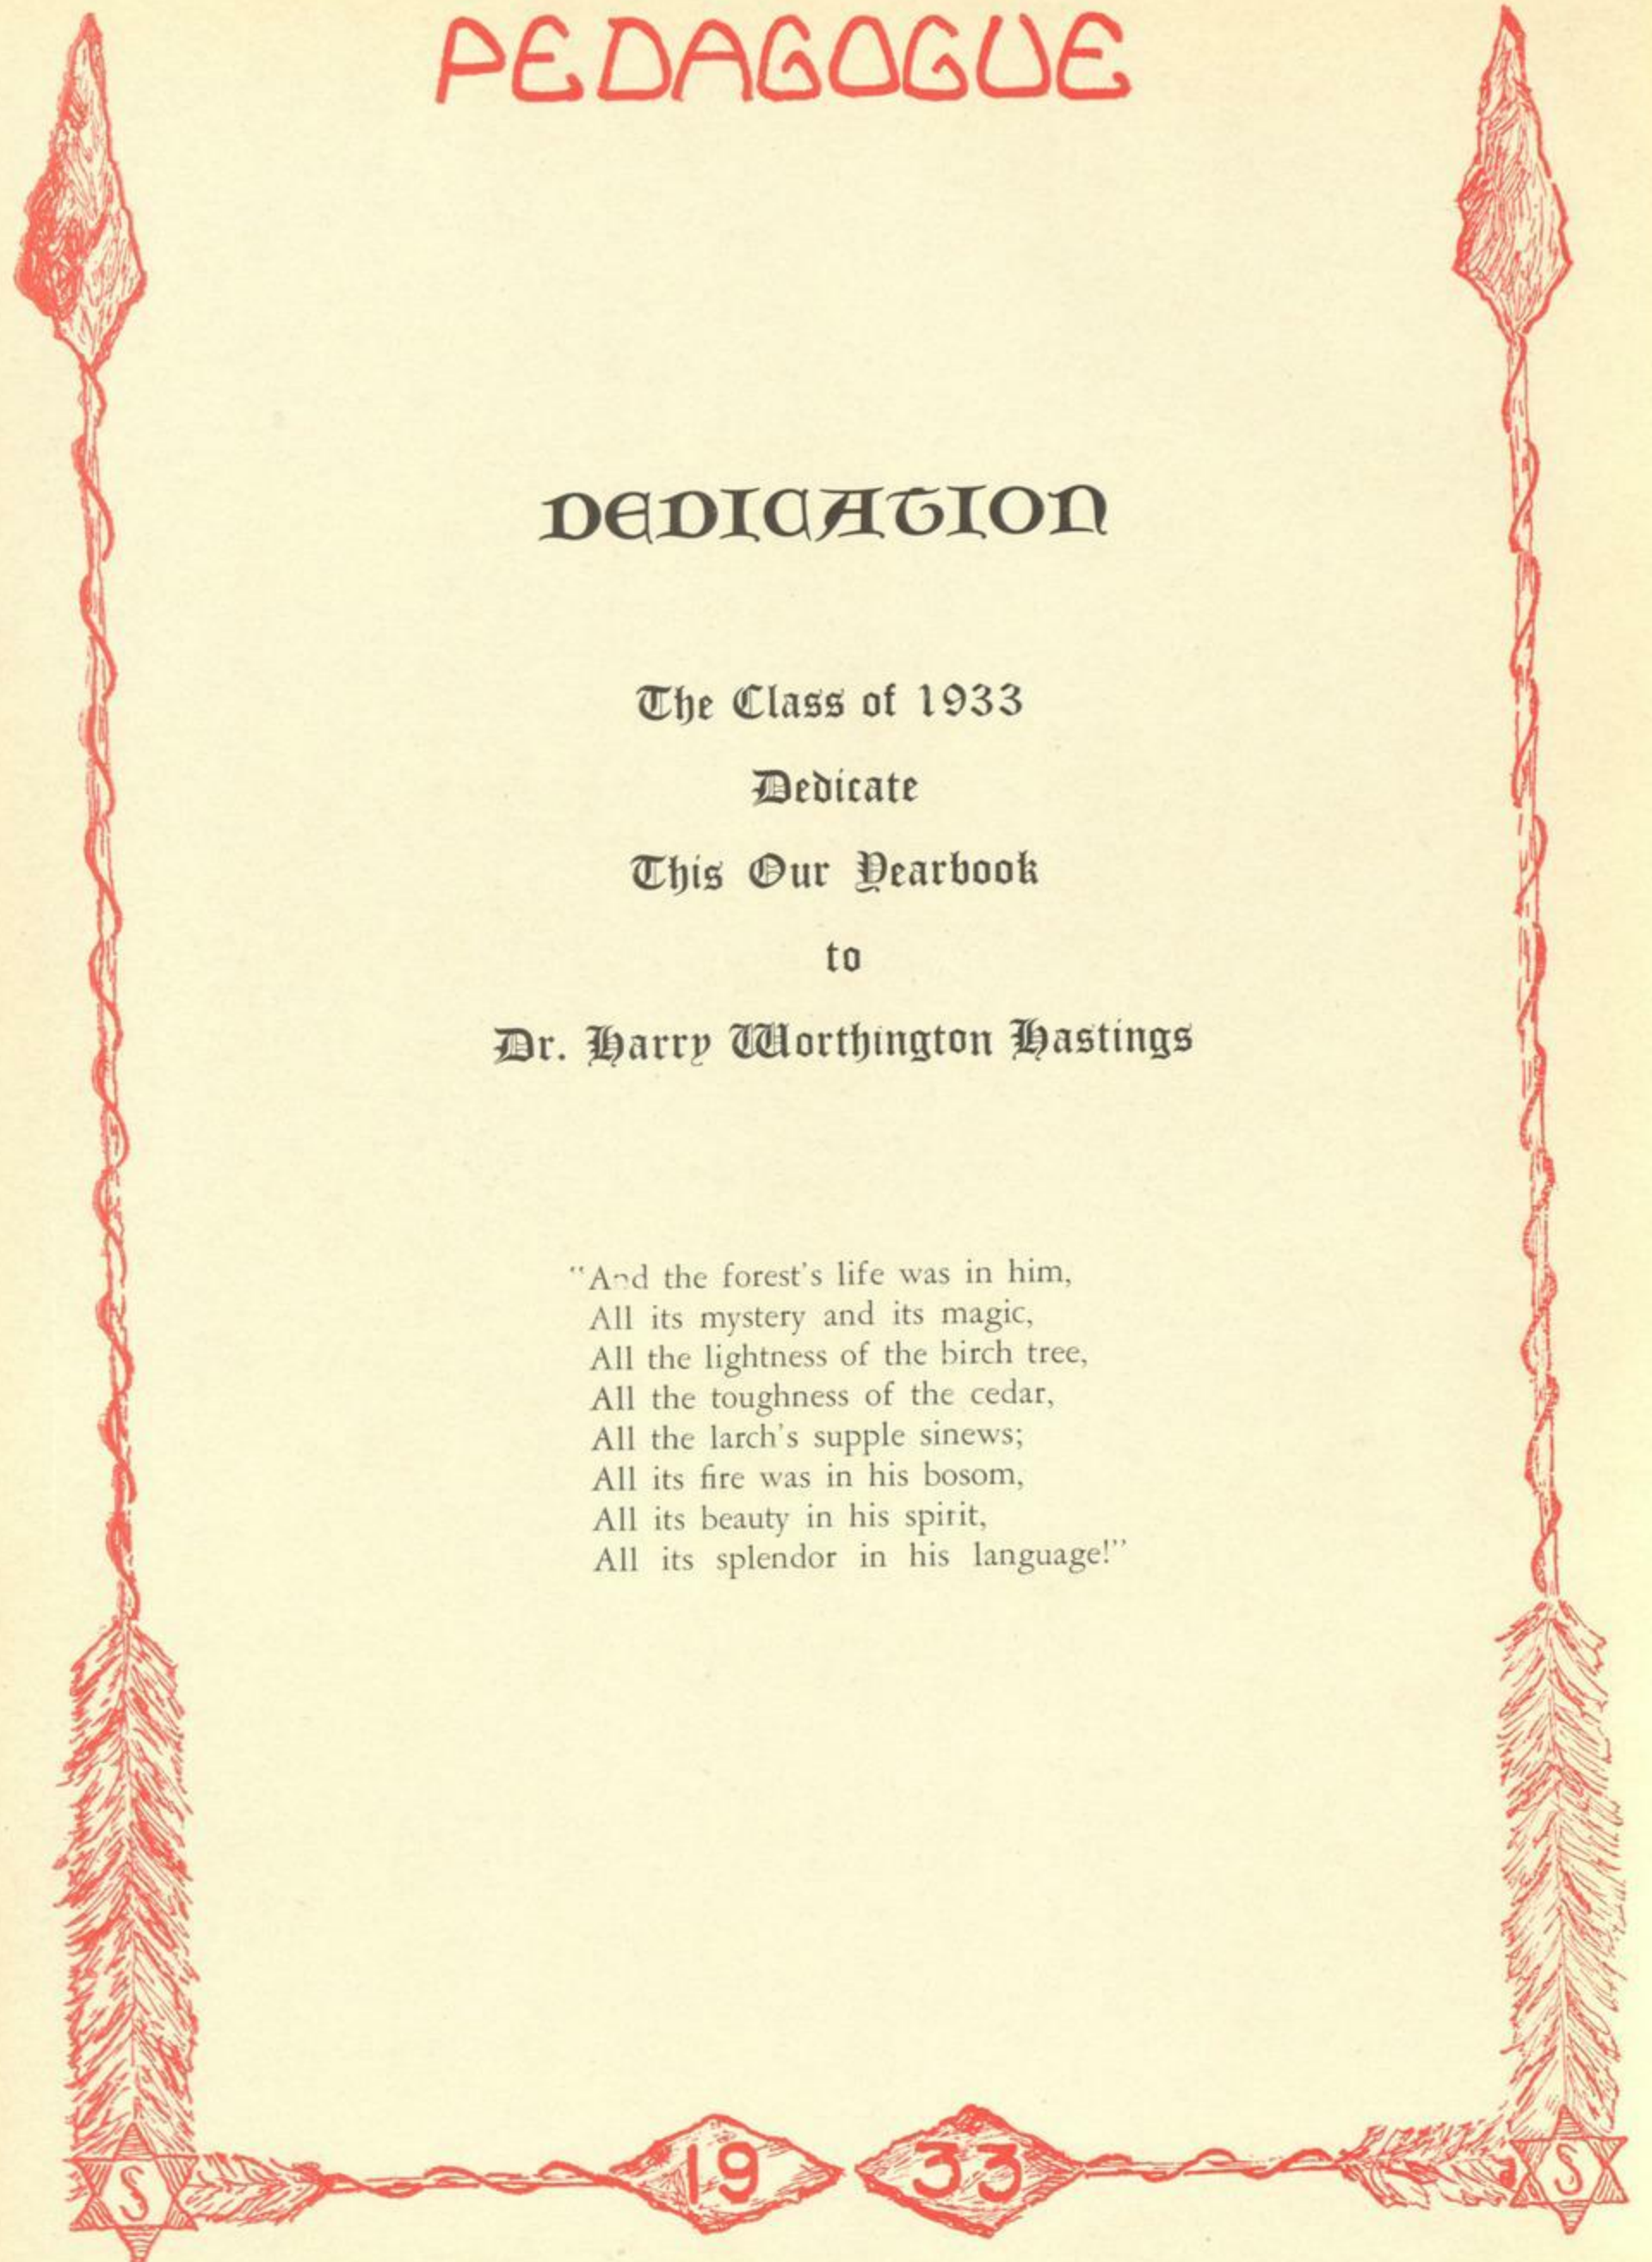 PEDAGOGUE
DEDICATION
The Class of 1933
Dedicate
This Our Yearbook
to
Dr. Harry Worthington Hastings
"And the forest's life was in him,
All its mystery and its magic,
All the lightness of the birch tree,
All the toughness of the cedar,
All the larch's supple sinews;
All its fire was in his bosom,
All its beauty in his spirit,
All its splendor in his language!"
19 33
S S